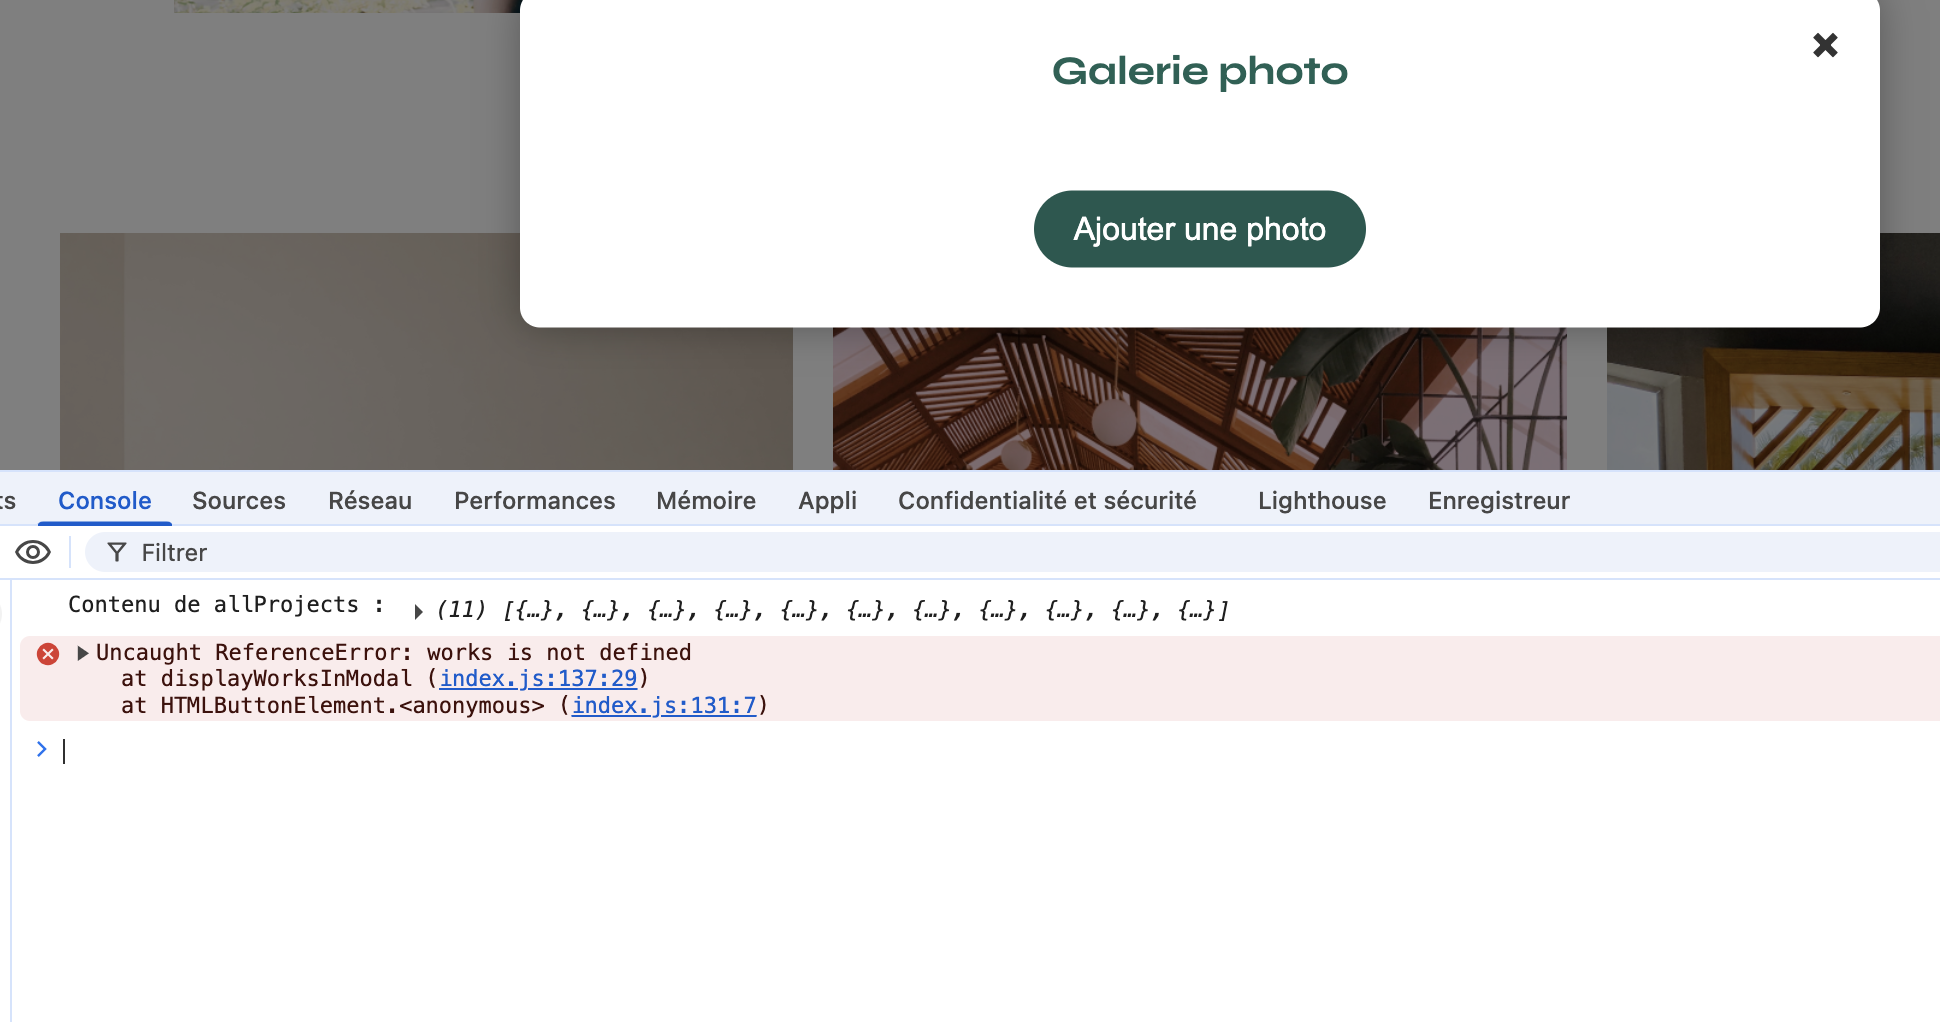 Galerie photo
Ajouter une photo
ts Console Sources Réseau Performances Mémoire Appli Confidentialité et sécurité Lighthouse Enregistreur
Filtrer
Contenu de allProjects : (11) [{…}, {…}, {…}, {…}, {…}, {…}, {…}, {…}, {…}, {…}, {…}]
Uncaught ReferenceError: works is not defined
at displayWorksInModal (index.js:137:29)
at HTMLButtonElement.<anonymous> (index.js:131:7)